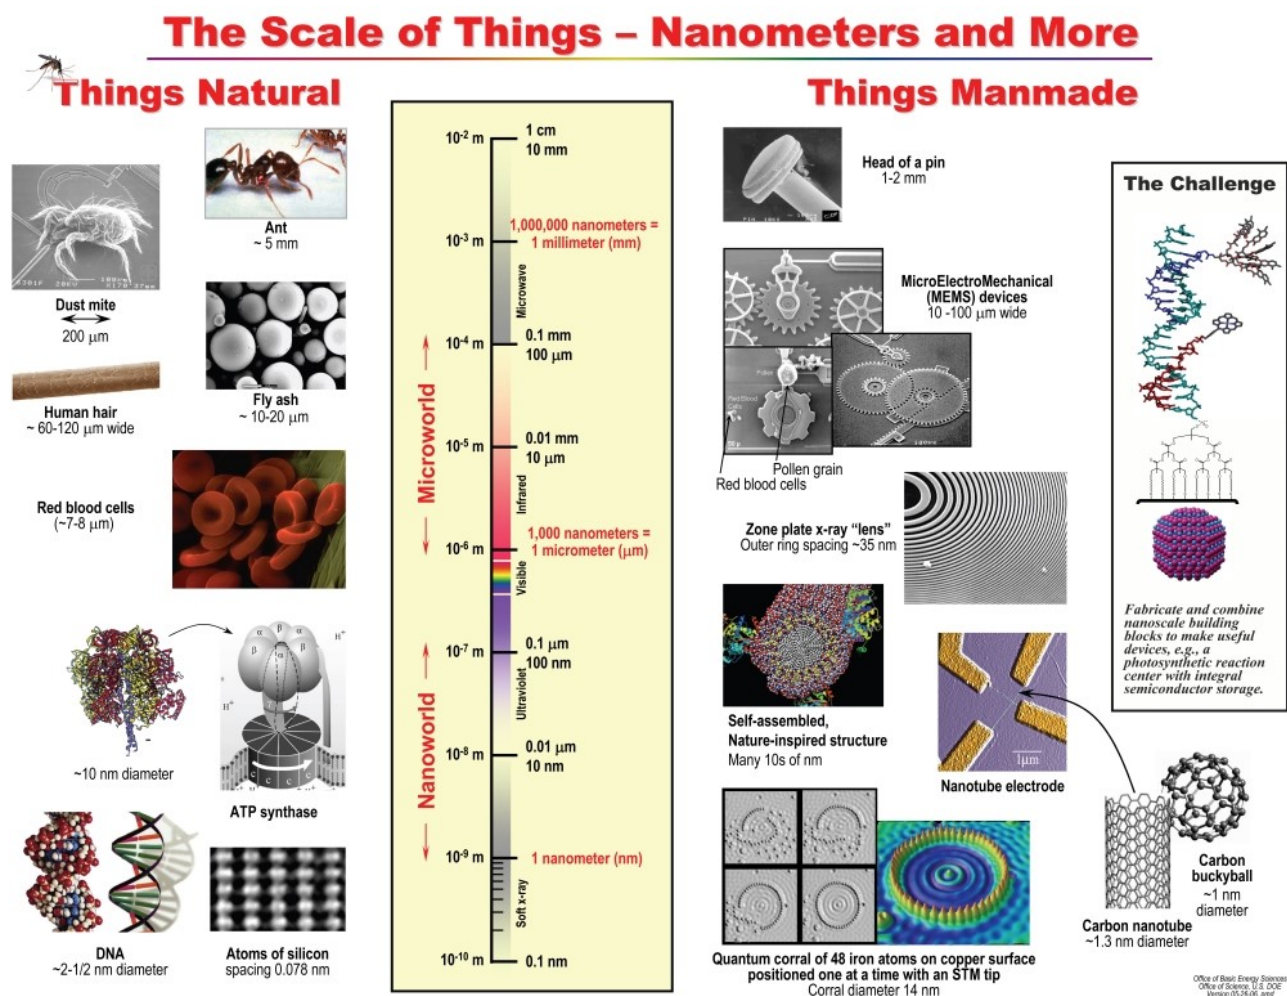 The Scale of Things – Nanometers and More
Things Natural
Things Manmade
Ant
~ 5 mm
Dust mite
200 μm
Human hair
~ 60-120 μm wide
Fly ash
~ 10-20 μm
Red blood cells
(~7-8 μm)
H⁺
α
β
α
β
β
α
H⁺
c
c
c
c
~10 nm diameter
ATP synthase
DNA
~2-1/2 nm diameter
Atoms of silicon
spacing 0.078 nm
10⁻² m
1 cm
10 mm
1,000,000 nanometers =
1 millimeter (mm)
10⁻³ m
Microwave
0.1 mm
10⁻⁴ m
100 μm
Microworld
0.01 mm
10⁻⁵ m
10 μm
Infrared
1,000 nanometers =
10⁻⁶ m
1 micrometer (μm)
Visible
0.1 μm
10⁻⁷ m
100 nm
Nanoworld
Ultraviolet
0.01 μm
10⁻⁸ m
10 nm
10⁻⁹ m
1 nanometer (nm)
Soft x-ray
10⁻¹⁰ m
0.1 nm
Head of a pin
1-2 mm
MicroElectroMechanical
(MEMS) devices
10 -100 μm wide
Pollen
Red Blood
Cells
Pollen grain
Red blood cells
Zone plate x-ray “lens”
Outer ring spacing ~35 nm
Self-assembled,
Nature-inspired structure
Many 10s of nm
1μm
Nanotube electrode
Quantum corral of 48 iron atoms on copper surface
positioned one at a time with an STM tip
Corral diameter 14 nm
Carbon nanotube
~1.3 nm diameter
Carbon
buckyball
~1 nm
diameter
The Challenge
Fabricate and combine
nanoscale building
blocks to make useful
devices, e.g., a
photosynthetic reaction
center with integral
semiconductor storage.
Office of Basic Energy Sciences
Office of Science, U.S. DOE
Version 05-26-06, pmd